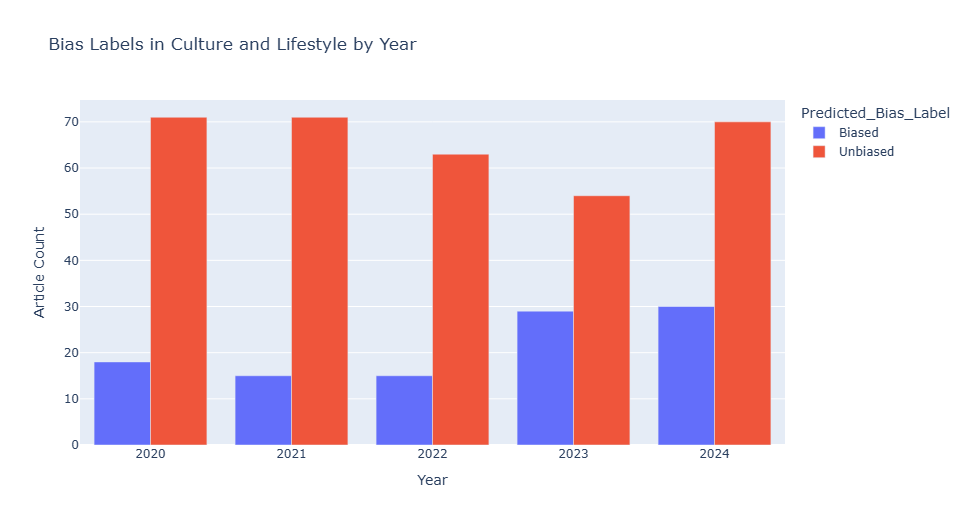 Bias Labels in Culture and Lifestyle by Year
Predicted_Bias_Label
Biased
Unbiased
Article Count
70
60
50
40
30
20
10
0
2020
2021
2022
2023
2024
Year